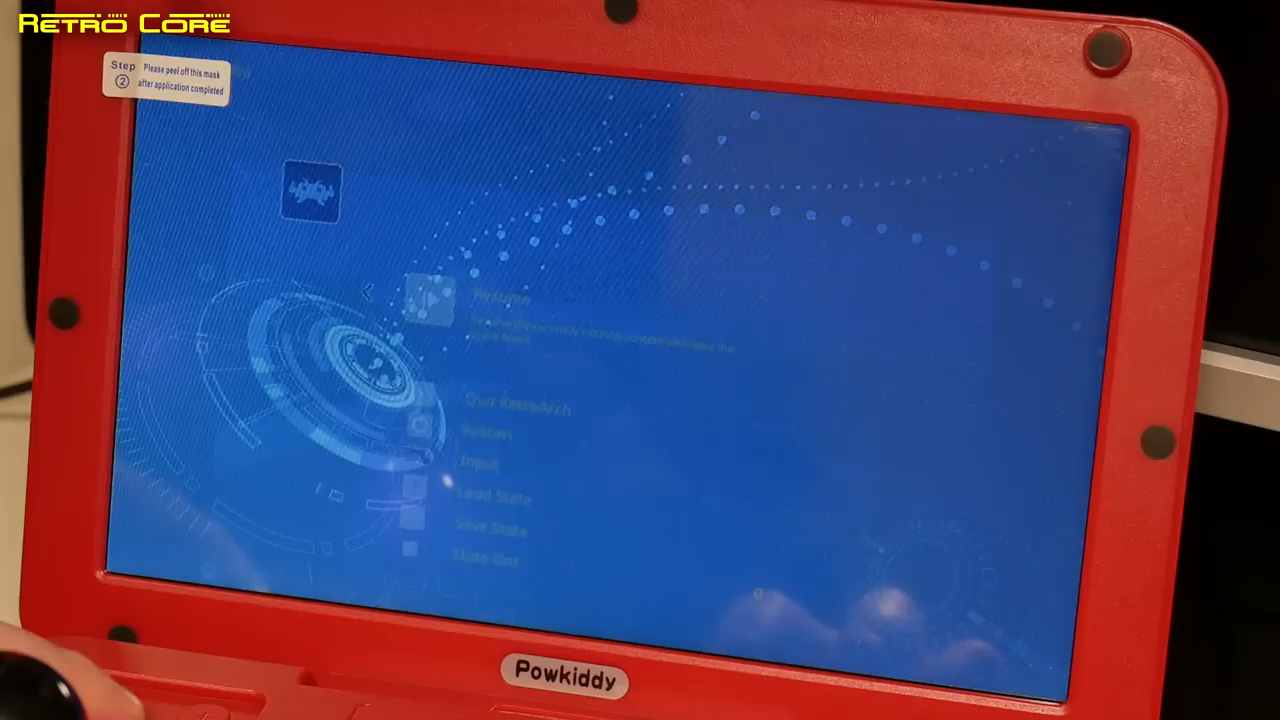 RETRO CORE
Step
2
Please peel off this mask
after application completed
Resume
Quit RetroArch
Restart
Input
Load State
Save State
State Slot
0
Powkiddy